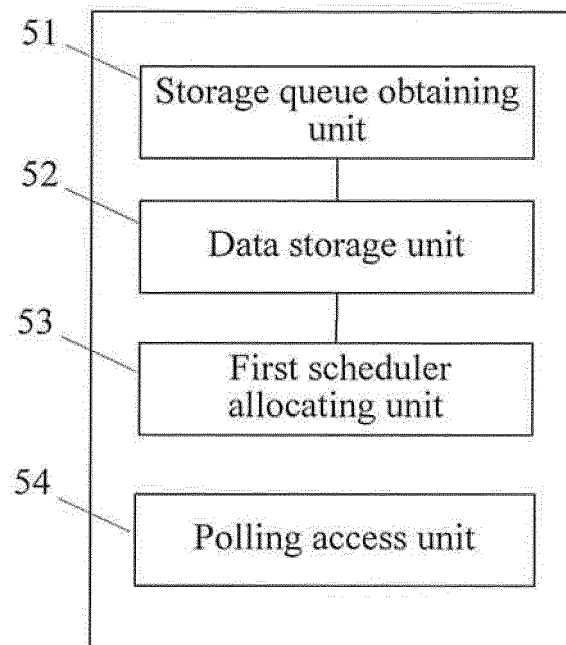 51
Storage queue obtaining
unit
52
Data storage unit
53
First scheduler
allocating unit
54
Polling access unit